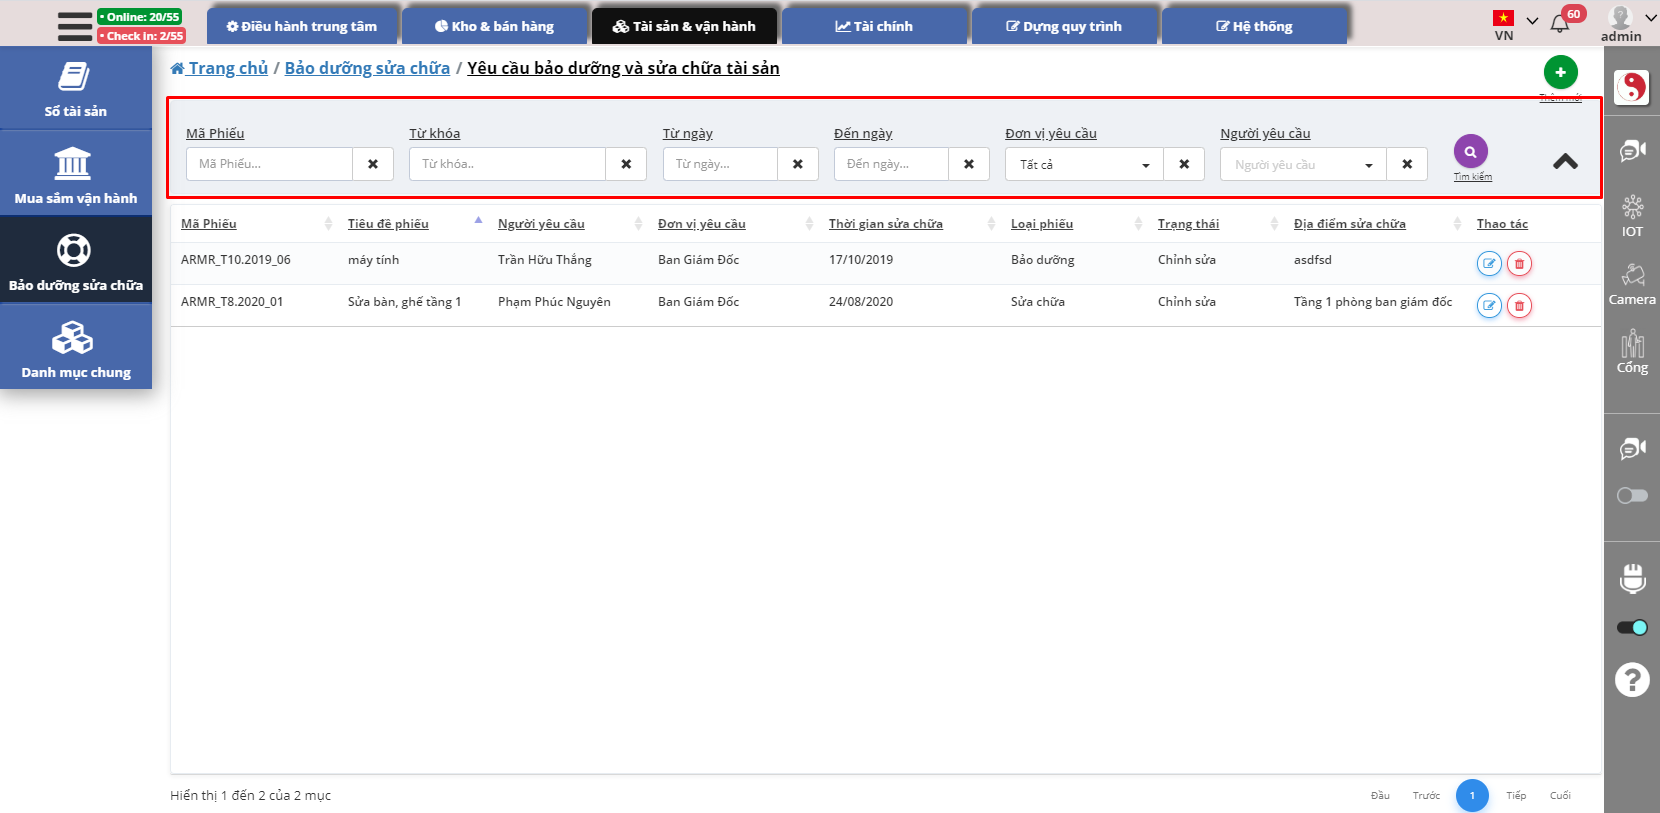 • Online: 20/55
• Check In: 2/55
Điều hành trung tâm
Kho & bán hàng
Tài sản & vận hành
Tài chính
Dựng quy trình
Hệ thống
VN
60
admin
Sổ tài sản
Mua sắm vận hành
Bảo dưỡng sửa chữa
Danh mục chung
Trang chủ / Bảo dưỡng sửa chữa / Yêu cầu bảo dưỡng và sửa chữa tài sản
Thêm mới
Mã Phiếu Từ khóa Từ ngày Đến ngày Đơn vị yêu cầu Người yêu cầu
Mã Phiếu... Từ khóa.. Từ ngày... Đến ngày... Tất cả Người yêu cầu
Tìm kiếm
Mã Phiếu Tiêu đề phiếu Người yêu cầu Đơn vị yêu cầu Thời gian sửa chữa Loại phiếu Trạng thái Địa điểm sửa chữa Thao tác
ARMR_T10.2019_06 máy tính Trần Hữu Thắng Ban Giám Đốc 17/10/2019 Bảo dưỡng Chỉnh sửa asdfsd
ARMR_T8.2020_01 Sửa bàn, ghế tầng 1 Phạm Phúc Nguyên Ban Giám Đốc 24/08/2020 Sửa chữa Chỉnh sửa Tầng 1 phòng ban giám đốc
Hiển thị 1 đến 2 của 2 mục
Đầu Trước 1 Tiếp Cuối
IOT
Camera
Cổng